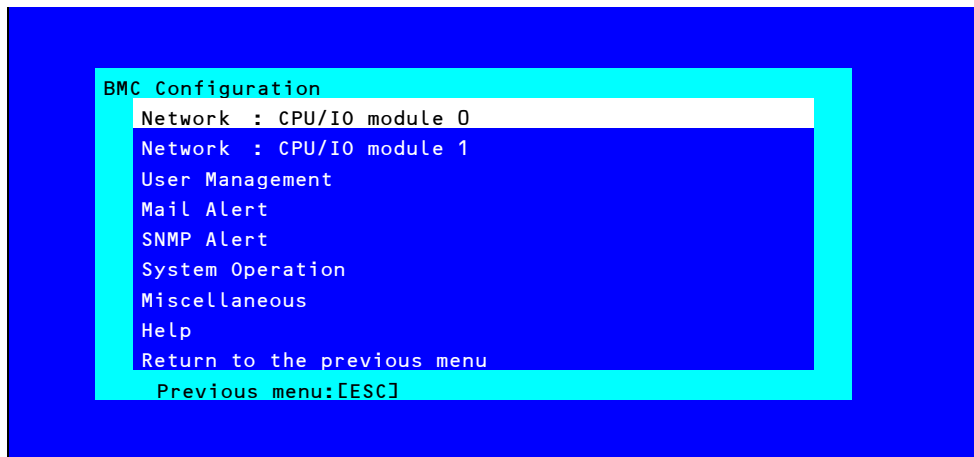 BMC Configuration
Network : CPU/IO module 0
Network : CPU/IO module 1
User Management
Mail Alert
SNMP Alert
System Operation
Miscellaneous
Help
Return to the previous menu
Previous menu:[ESC]